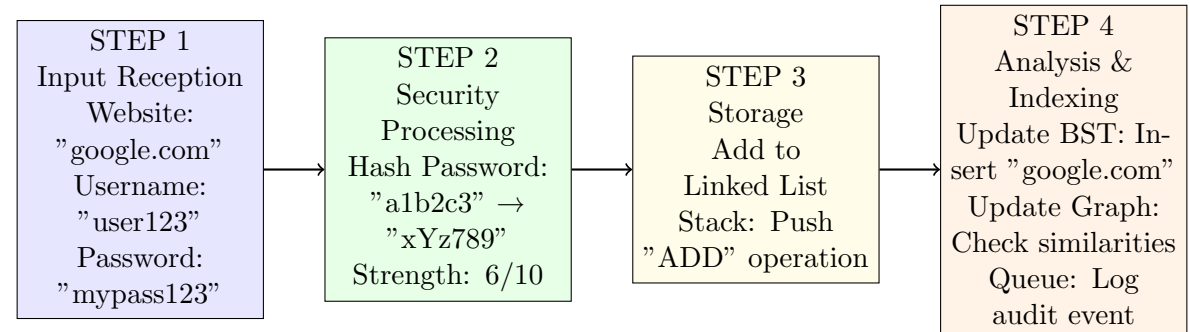 STEP 1
Input Reception
Website:
”google.com”
Username:
”user123”
Password:
”mypass123”
STEP 2
Security
Processing
Hash Password:
”a1b2c3” →
”xYz789”
Strength: 6/10
STEP 3
Storage
Add to
Linked List
Stack: Push
”ADD” operation
STEP 4
Analysis &
Indexing
Update BST: In-
sert ”google.com”
Update Graph:
Check similarities
Queue: Log
audit event